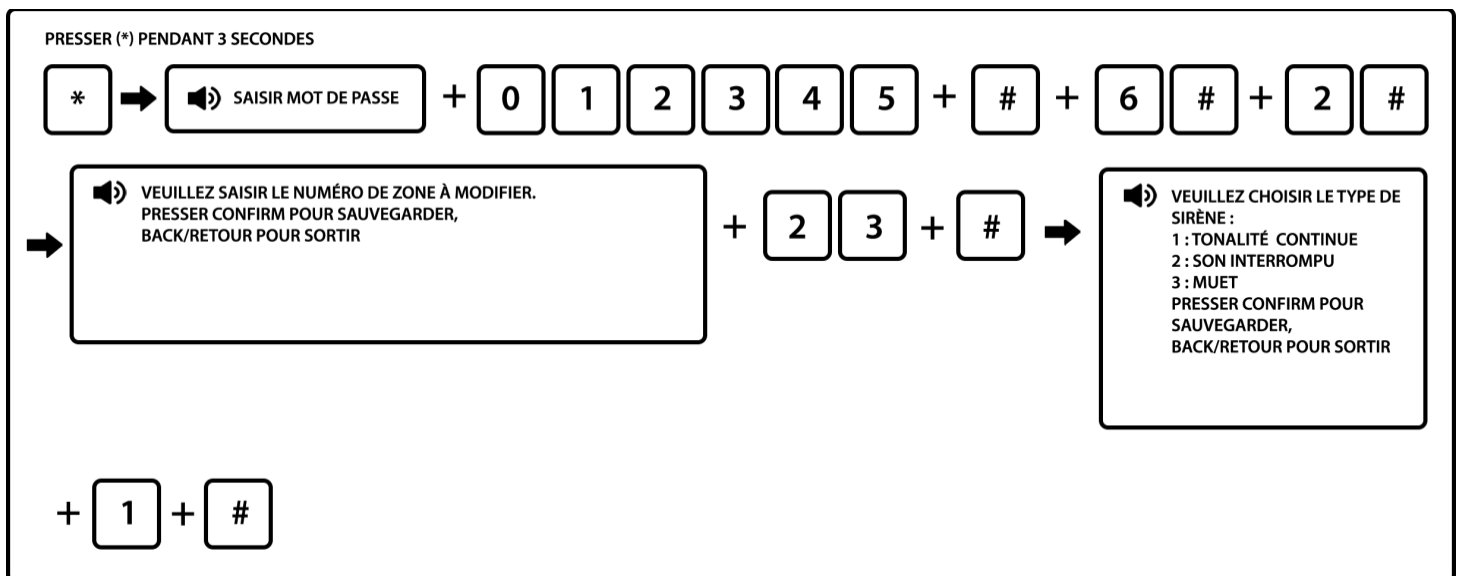 PRESSER (*) PENDANT 3 SECONDES
* SAISIR MOT DE PASSE + 0 1 2 3 4 5 + # + 6 # + 2 #
VEUILLEZ SAISIR LE NUMÉRO DE ZONE À MODIFIER.
PRESSER CONFIRM POUR SAUVEGARDER,
BACK/RETOUR POUR SORTIR
+ 2 3 + #
VEUILLEZ CHOISIR LE TYPE DE
SIRÈNE :
1 : TONALITÉ CONTINUE
2 : SON INTERROMPU
3 : MUET
PRESSER CONFIRM POUR
SAUVEGARDER,
BACK/RETOUR POUR SORTIR
+ 1 + #